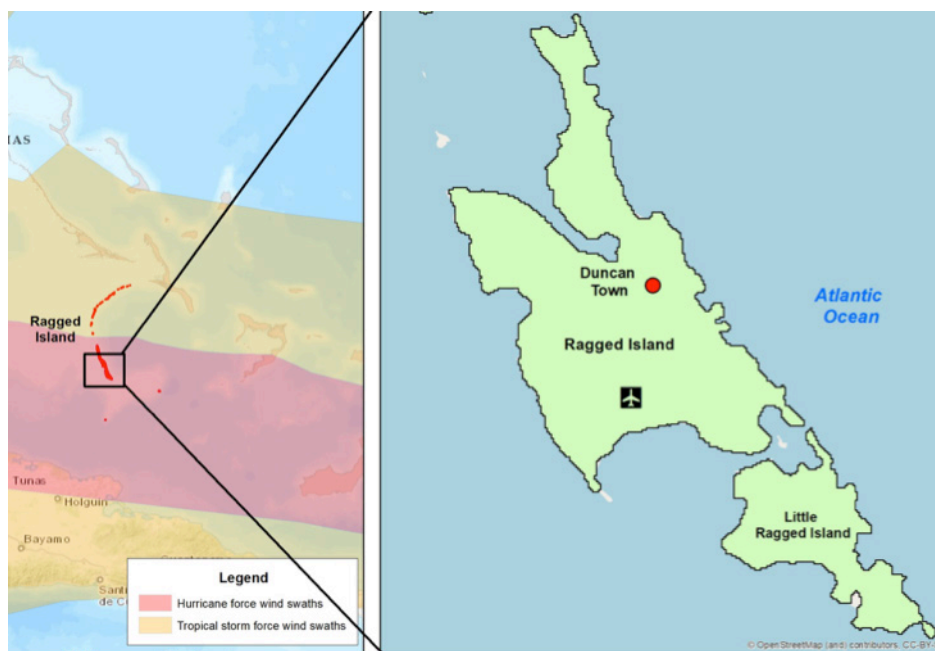 IAS
Ragged
Island
Tunas
Holguin
Bayamo
Legend
Hurricane force wind swaths
Tropical storm force wind swaths
Duncan
Town
Ragged Island
Atlantic
Ocean
Little
Ragged Island
© OpenStreetMap (and) contributors, CC-BY-